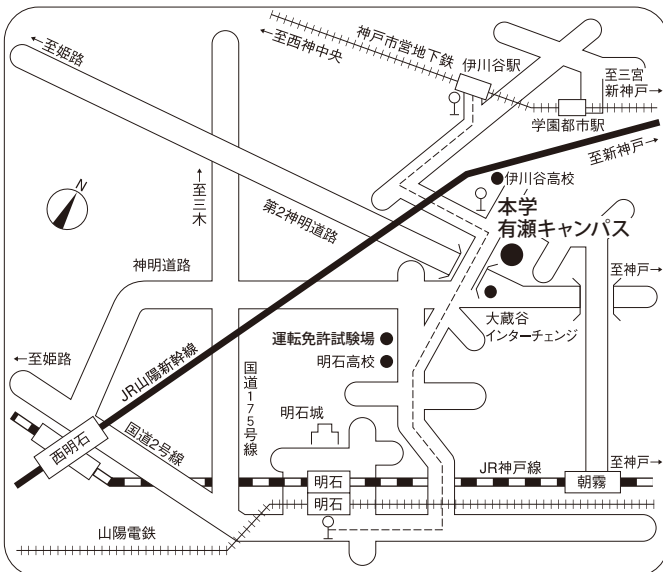 ←至姫路
神戸市営地下鉄
←至西神中央
伊川谷駅
至三宮
新神戸→
学園都市駅
至新神戸→
伊川谷高校
本学
有瀬キャンパス
N
←至三木
第2神明道路
神明道路
至神戸→
大蔵谷
インターチェンジ
運転免許試験場
明石高校
←至姫路
JR山陽新幹線
国道175号線
明石城
国道2号線
西明石
JR神戸線
至神戸→
明石
朝霧
明石
山陽電鉄